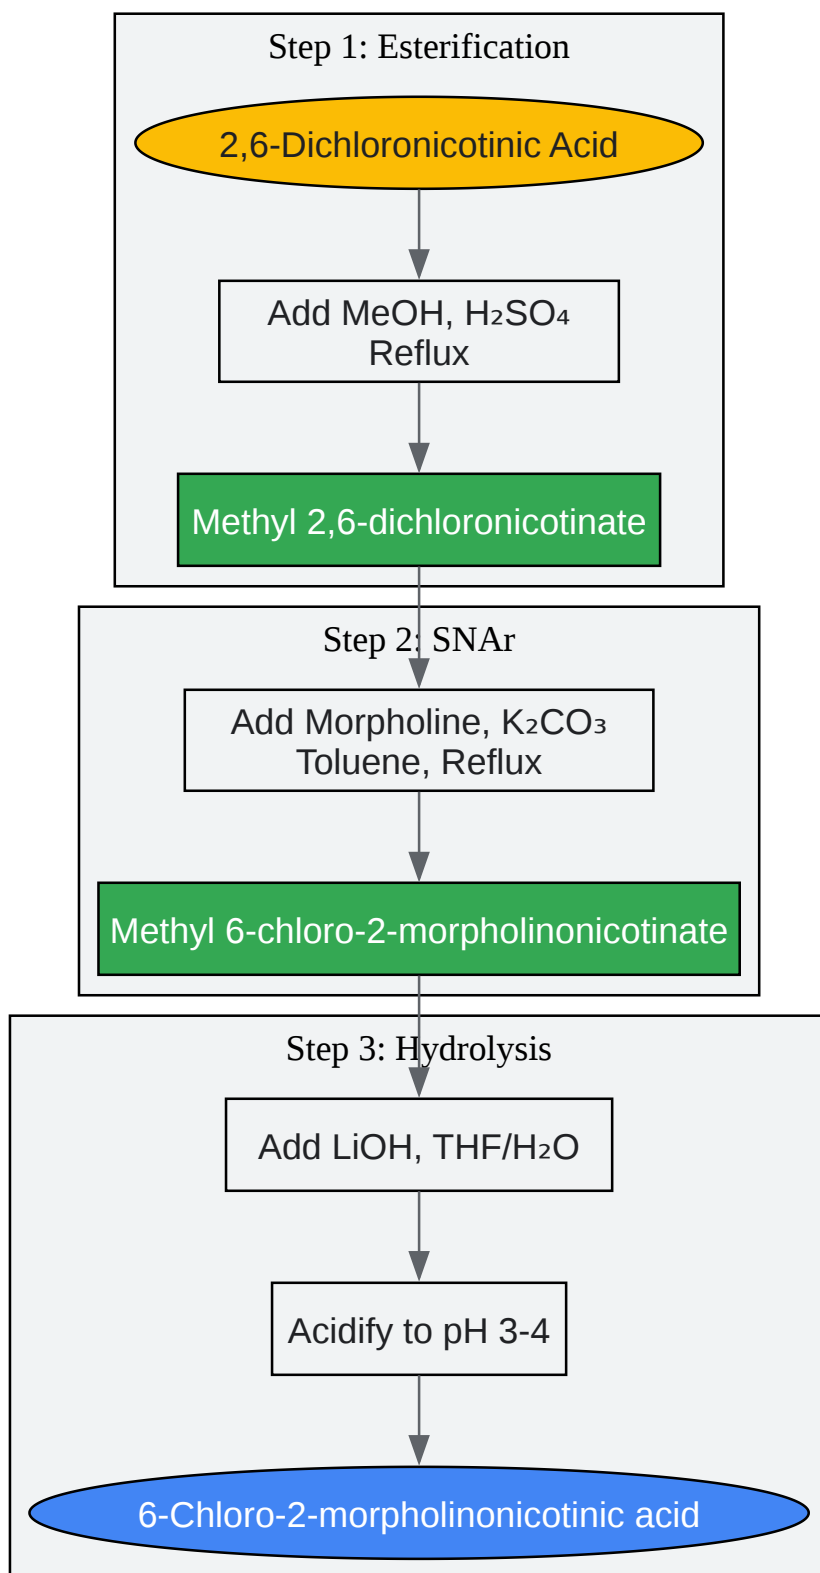 Step 1: Esterification
2,6-Dichloronicotinic Acid
Add MeOH, H₂SO₄
Reflux
Methyl 2,6-dichloronicotinate
Step 2: SNAr
Add Morpholine, K₂CO₃
Toluene, Reflux
Methyl 6-chloro-2-morpholinonicotinate
Step 3: Hydrolysis
Add LiOH, THF/H₂O
Acidify to pH 3-4
6-Chloro-2-morpholinonicotinic acid